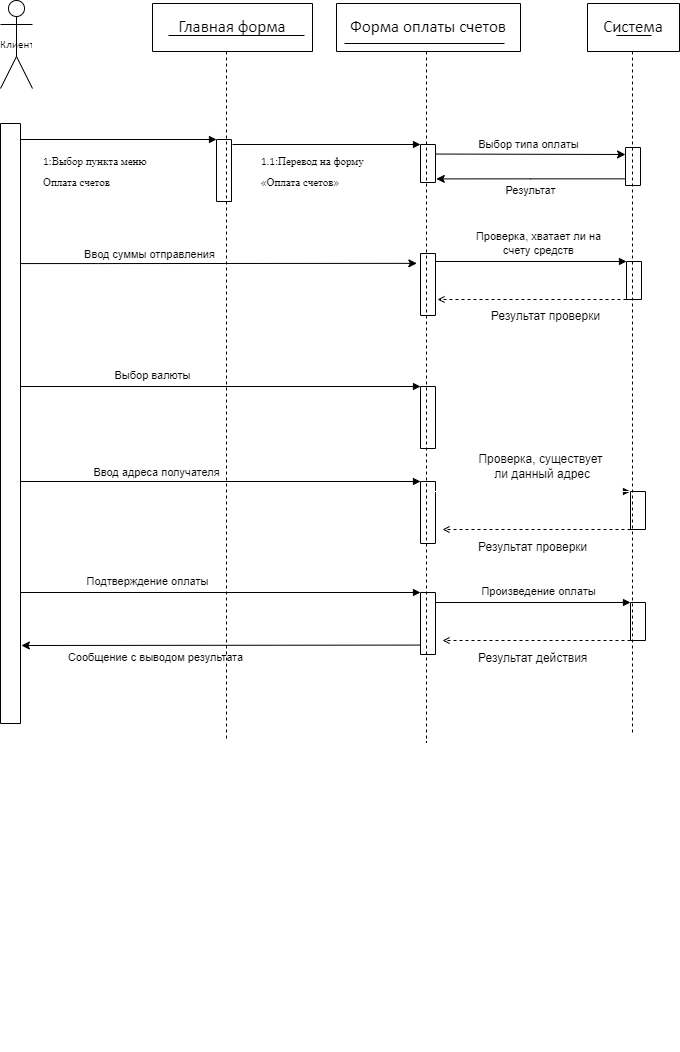 Клиент
Главная форма
Форма оплаты счетов
Система
1:Выбор пункта меню
Оплата счетов
1.1:Перевод на форму
«Оплата счетов»
Выбор типа оплаты
Результат
Ввод суммы отправления
Проверка, хватает ли на
счету средств
Результат проверки
Выбор валюты
Ввод адреса получателя
Проверка, существует
ли данный адрес
Результат проверки
Подтверждение оплаты
Произведение оплаты
Сообщение с выводом результата
Результат действия